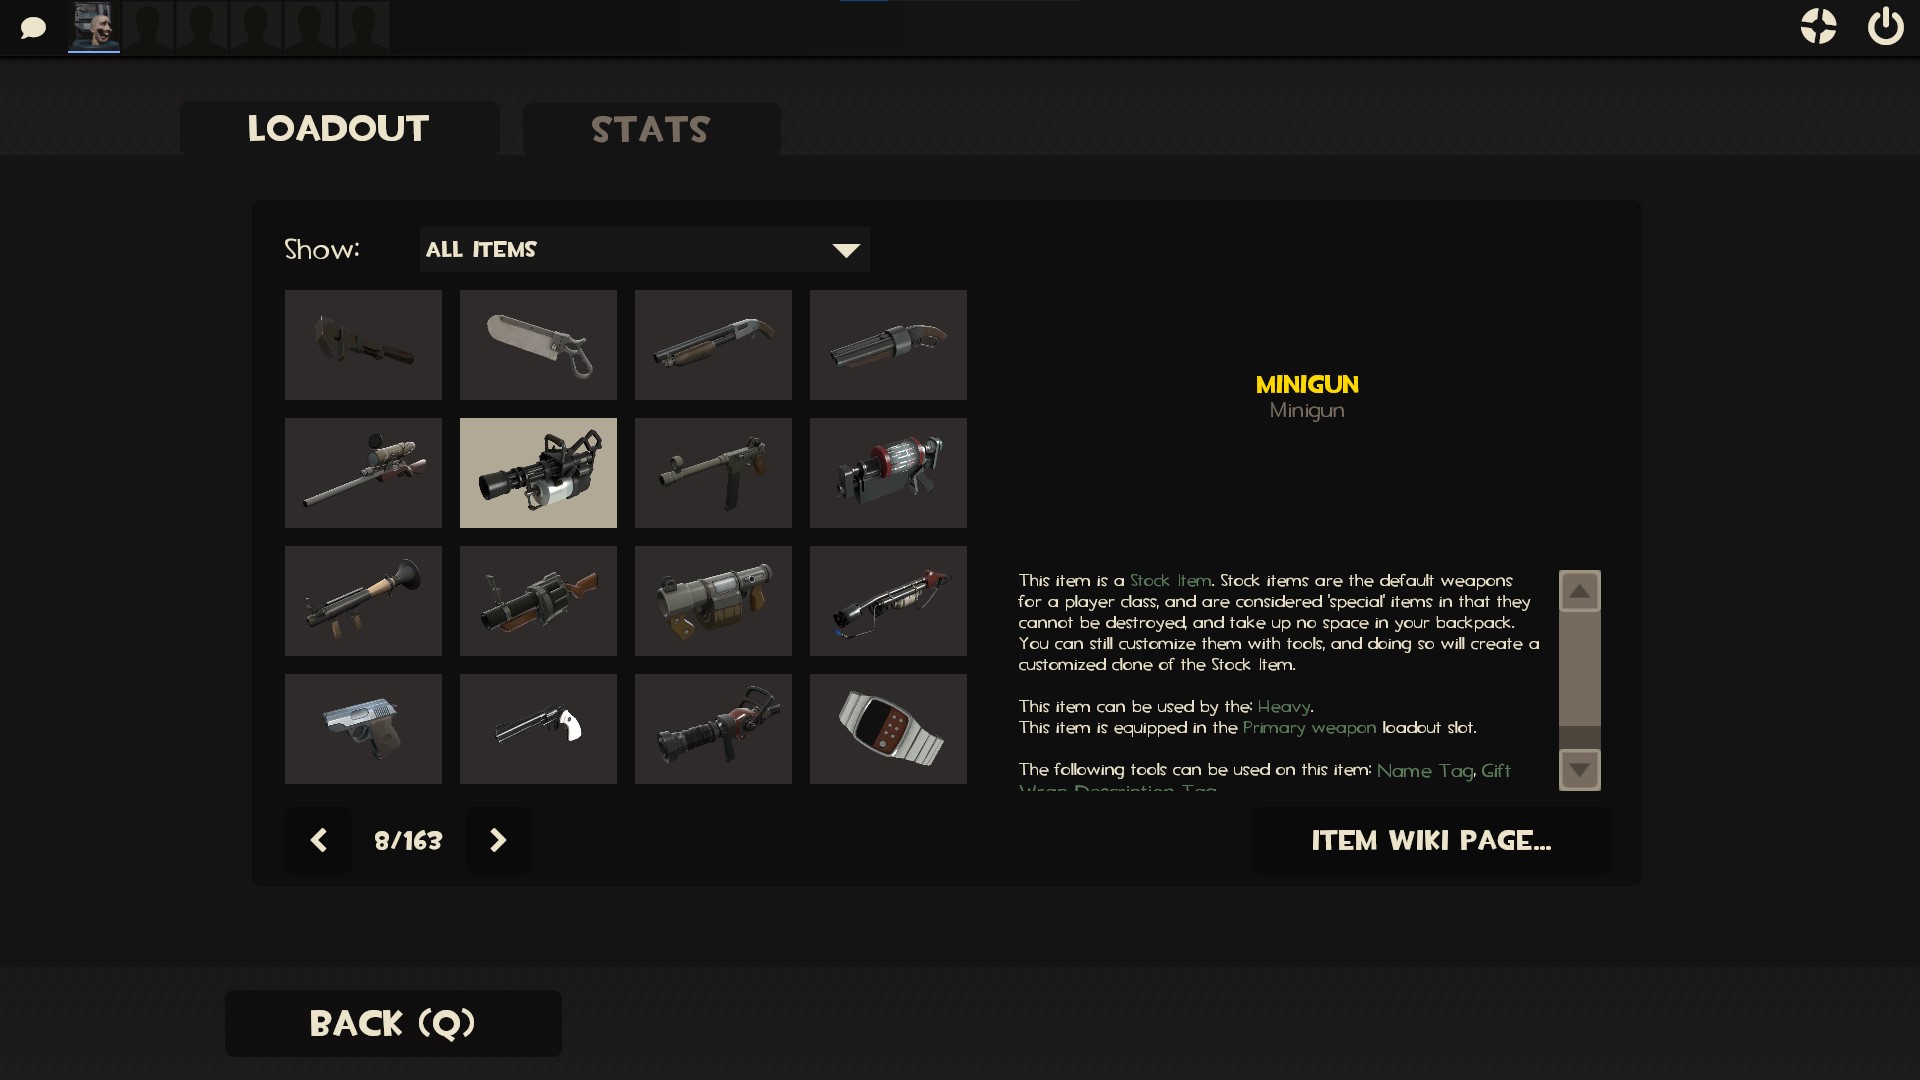 LOADOUT
STATS
Show:
ALL ITEMS
MINIGUN
Minigun
This item is a Stock Item. Stock items are the default weapons
for a player class, and are considered 'special' items in that they
cannot be destroyed, and take up no space in your backpack.
You can still customize them with tools, and doing so will create a
customized clone of the Stock Item.
This item can be used by the: Heavy.
This item is equipped in the Primary weapon loadout slot.
The following tools can be used on this item: Name Tag, Gift
Wrap, Description Tag
8/163
ITEM WIKI PAGE...
BACK (Q)